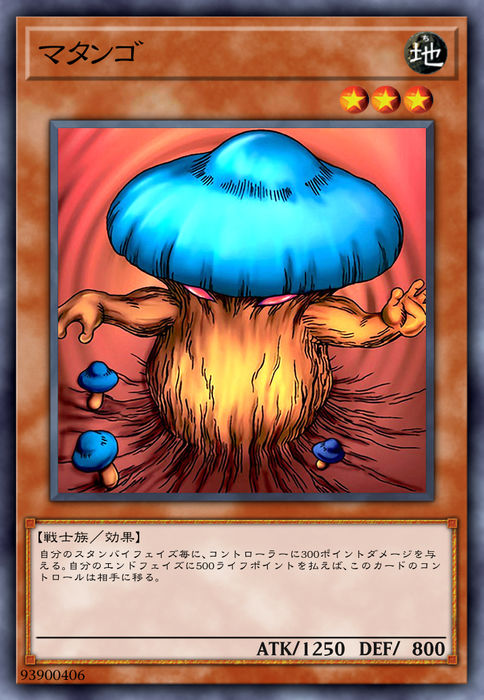 マタンゴ
ち
地
【戦士族／効果】
自分のスタンバイフェイズ毎に、コントローラーに300ポイントダメージを与
える。自分のエンドフェイズに500ライフポイントを払えば、このカードのコント
ロールは相手に移る。
ATK/1250 DEF/ 800
93900406